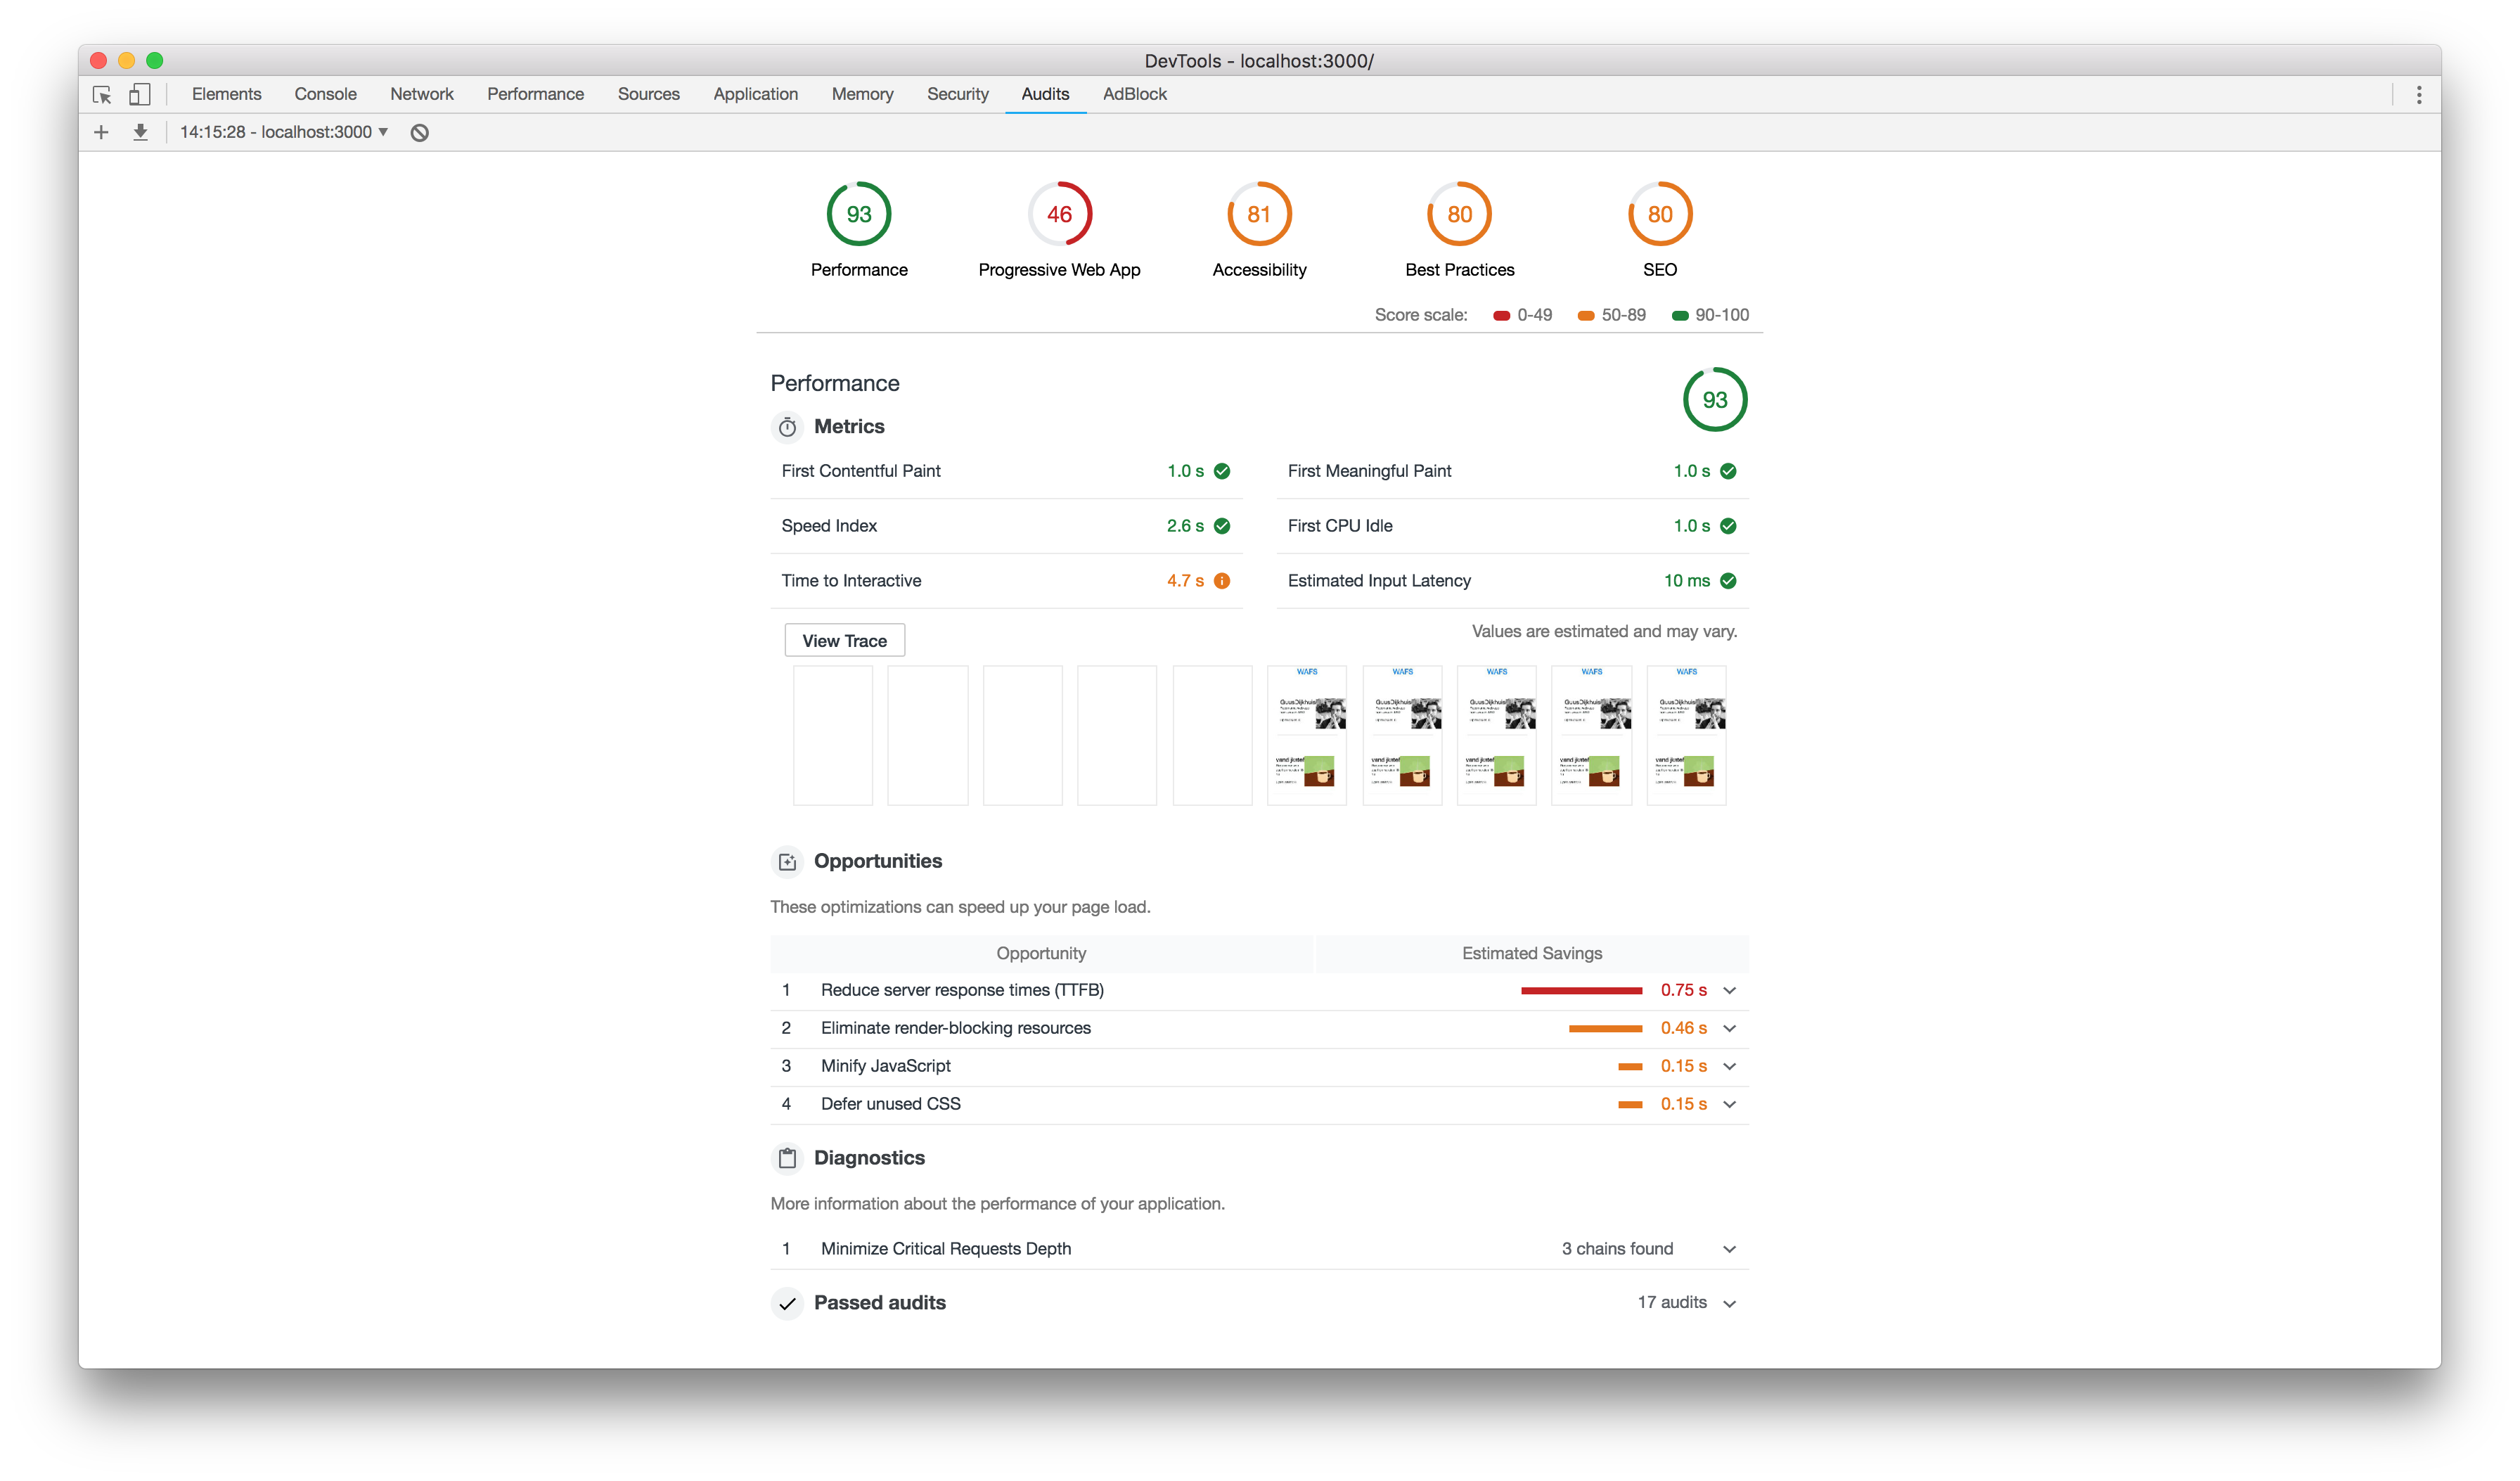 DevTools - localhost:3000/
Elements Console Network Performance Sources Application Memory Security Audits AdBlock
14:15:28 - localhost:3000
93 46 81 80 80
Performance Progressive Web App Accessibility Best Practices SEO
Score scale: 0-49 50-89 90-100
Performance
93
Metrics
First Contentful Paint 1.0 s First Meaningful Paint 1.0 s
Speed Index 2.6 s First CPU Idle 1.0 s
Time to Interactive 4.7 s Estimated Input Latency 10 ms
View Trace Values are estimated and may vary.
WAFS WAFS WAFS WAFS WAFS
Opportunities
These optimizations can speed up your page load.
Opportunity Estimated Savings
1 Reduce server response times (TTFB) 0.75 s
2 Eliminate render-blocking resources 0.46 s
3 Minify JavaScript 0.15 s
4 Defer unused CSS 0.15 s
Diagnostics
More information about the performance of your application.
1 Minimize Critical Requests Depth 3 chains found
Passed audits 17 audits